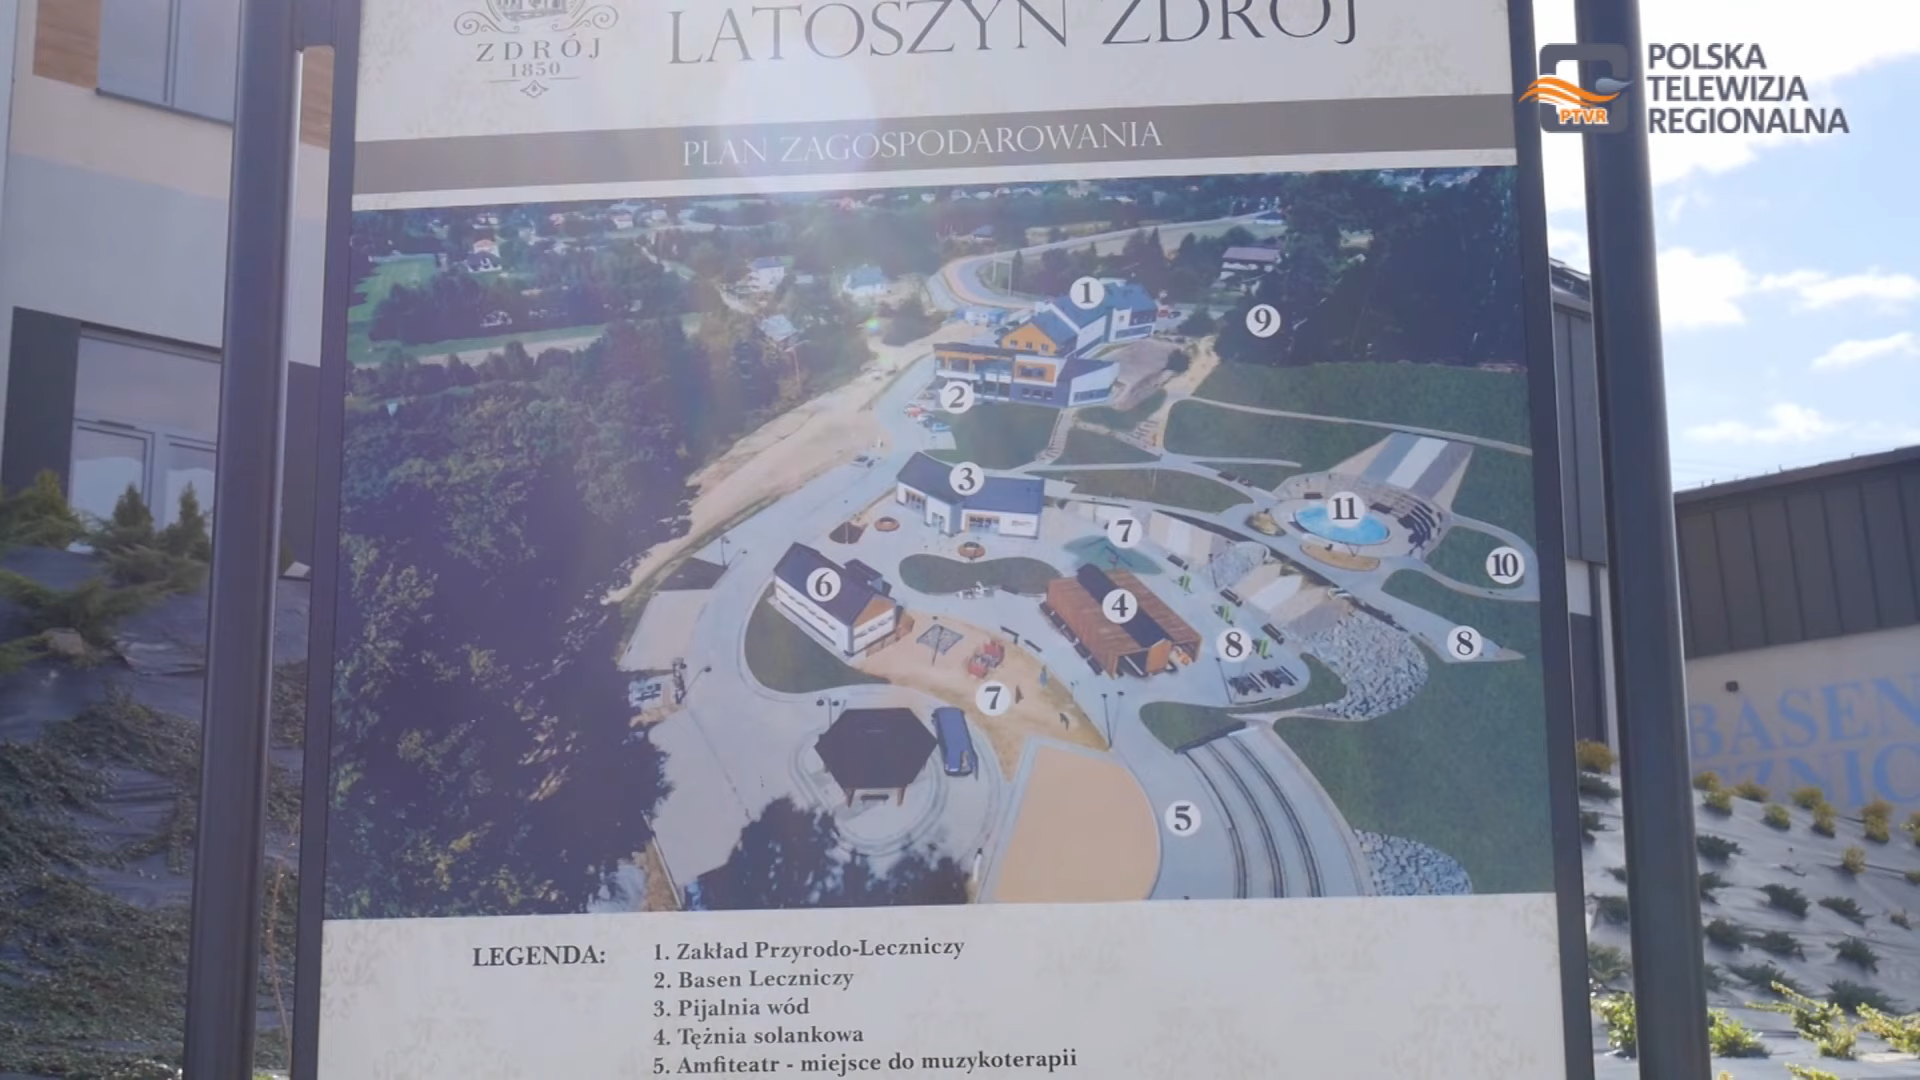 ZDRÓJ
1850
LATOSZYN ZDRÓJ
POLSKA
TELEWIZJA
REGIONALNA
PTVR
PLAN ZAGOSPODAROWANIA
1
9
2
3
11
7
10
6
4
8
8
7
5
BASEN
LEGENDA:
1. Zakład Przyrodo-Leczniczy
2. Basen Leczniczy
3. Pijalnia wód
4. Tężnia solankowa
5. Amfiteatr - miejsce do muzykoterapii